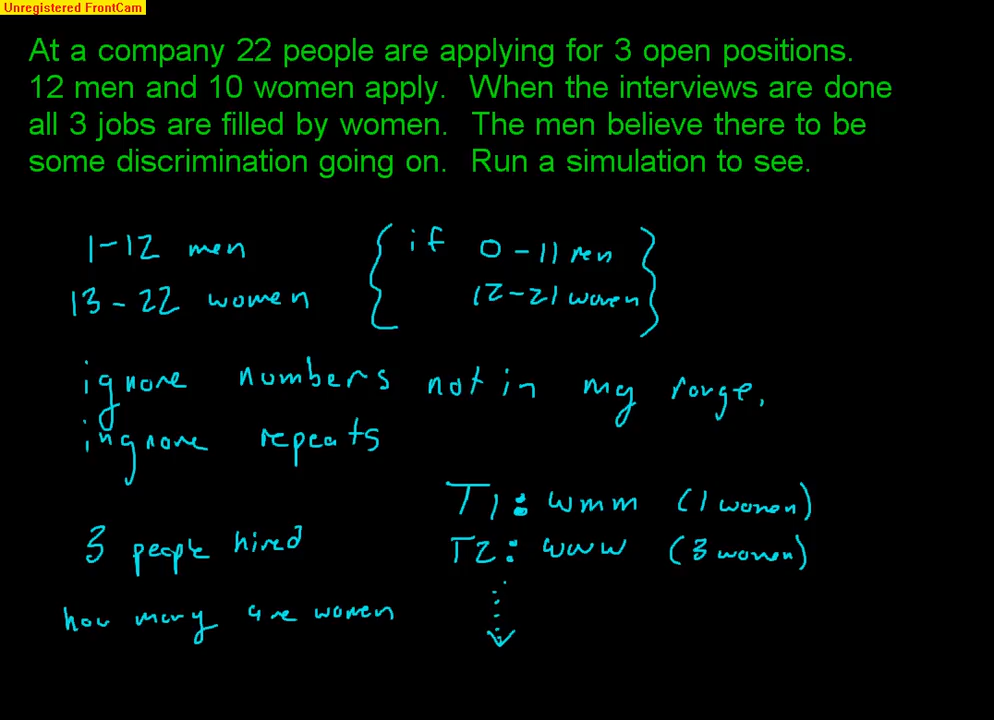 Unregistered FrontCam
At a company 22 people are applying for 3 open positions.
12 men and 10 women apply. When the interviews are done
all 3 jobs are filled by women. The men believe there to be
some discrimination going on. Run a simulation to see.
1-12 men
13 - 22 women
{ if 0 - 11 men
12-21 women }
ignore numbers not in my range.
ingnore repeats
3 people hired
how many are women
T1: wmm (1 women)
T2: www (3 women)